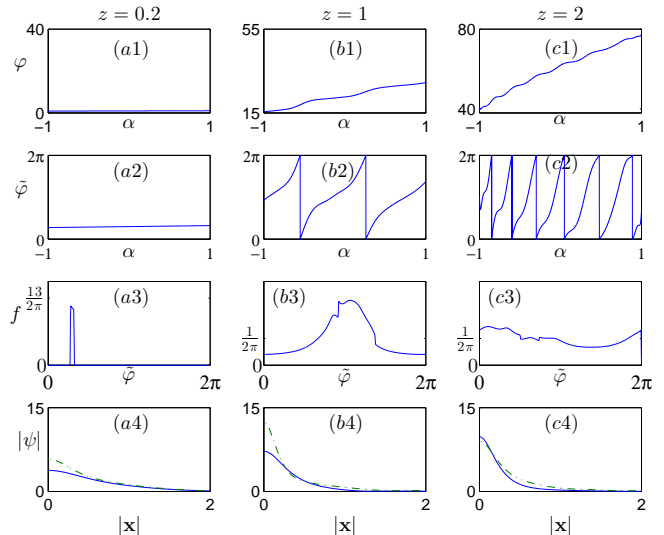 z = 0.2 z = 1 z = 2
40 55 80
φ (a1) (b1) (c1)
0 15 40
-1 α 1 -1 α 1 -1 α 1
2π 2π 2π
φ̃ (a2) (b2) (c2)
0 0 0
-1 α 1 -1 α 1 -1 α 1
f 13/2π (a3) (b3) (c3)
1/2π 1/2π
0 0 0
0 φ̃ 2π 0 φ̃ 2π 0 φ̃ 2π
15 15 15
|ψ| (a4) (b4) (c4)
0 0 0
0 2 0 2 0 2
|x| |x| |x|